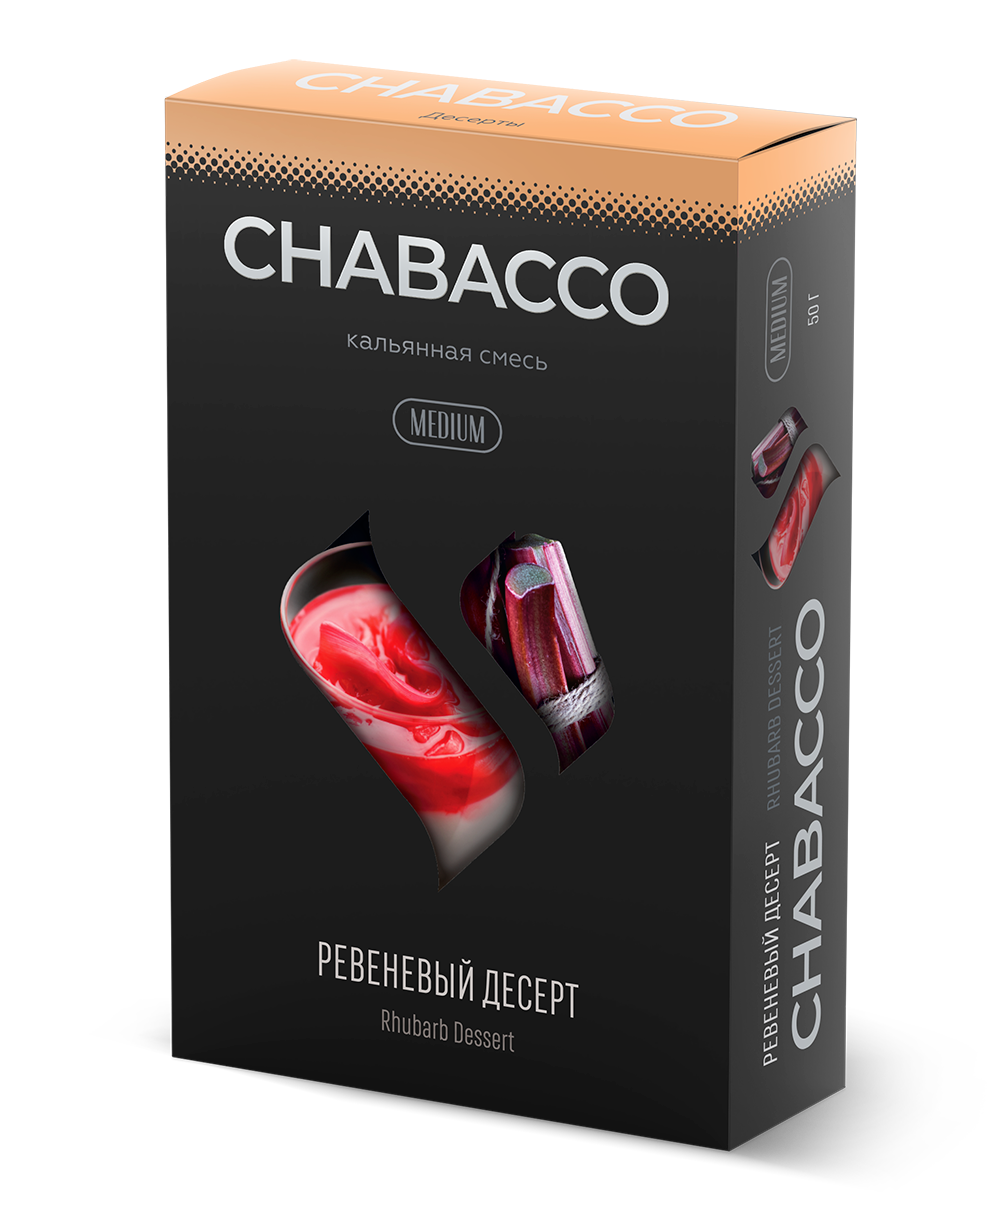 CHABACCO
Десерты
CHABACCO
кальянная смесь
MEDIUM
РЕВЕНЕВЫЙ ДЕСЕРТ
Rhubarb Dessert
MEDIUM
50 Г
РЕВЕНЕВЫЙ ДЕСЕРТ RHUBARB DESSERT
CHABACCO